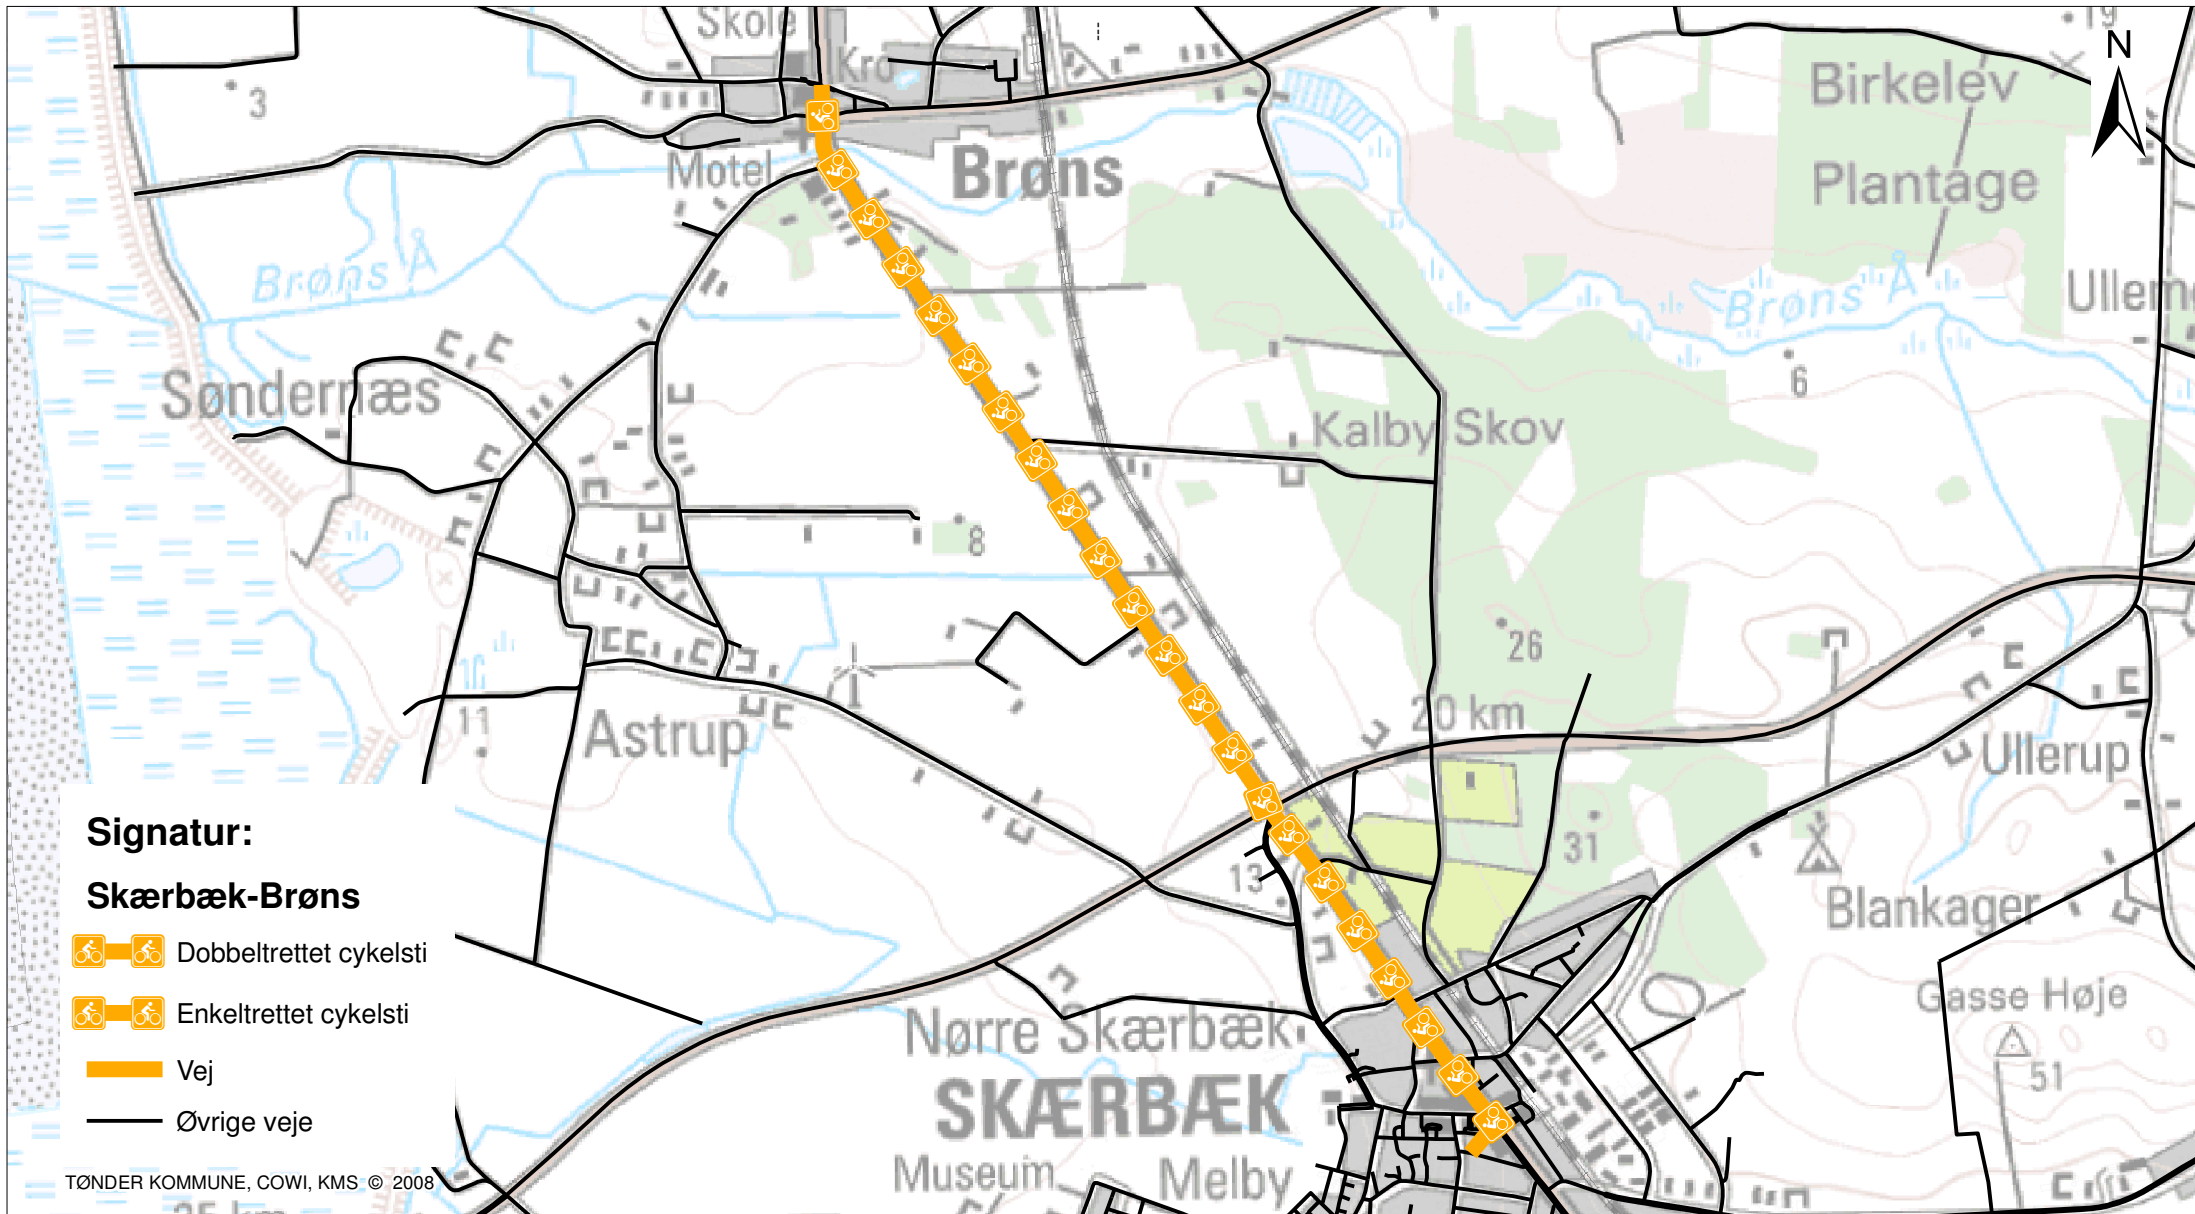 Skole
Kro
19
N
3
Birkelev
Motel
Brøns
Plantage
Brøns Å
Brøns Å
Søndernæs
6
Kalby Skov
8
26
11
Astrup
20 km
Ullerup
13
31
Blankager
Gasse Høje
Nørre Skærbæk
51
SKÆRBÆK
Museum
Melby
Signatur:
Skærbæk-Brøns
Dobbeltrettet cykelsti
Enkeltrettet cykelsti
Vej
Øvrige veje
TØNDER KOMMUNE, COWI, KMS © 2008